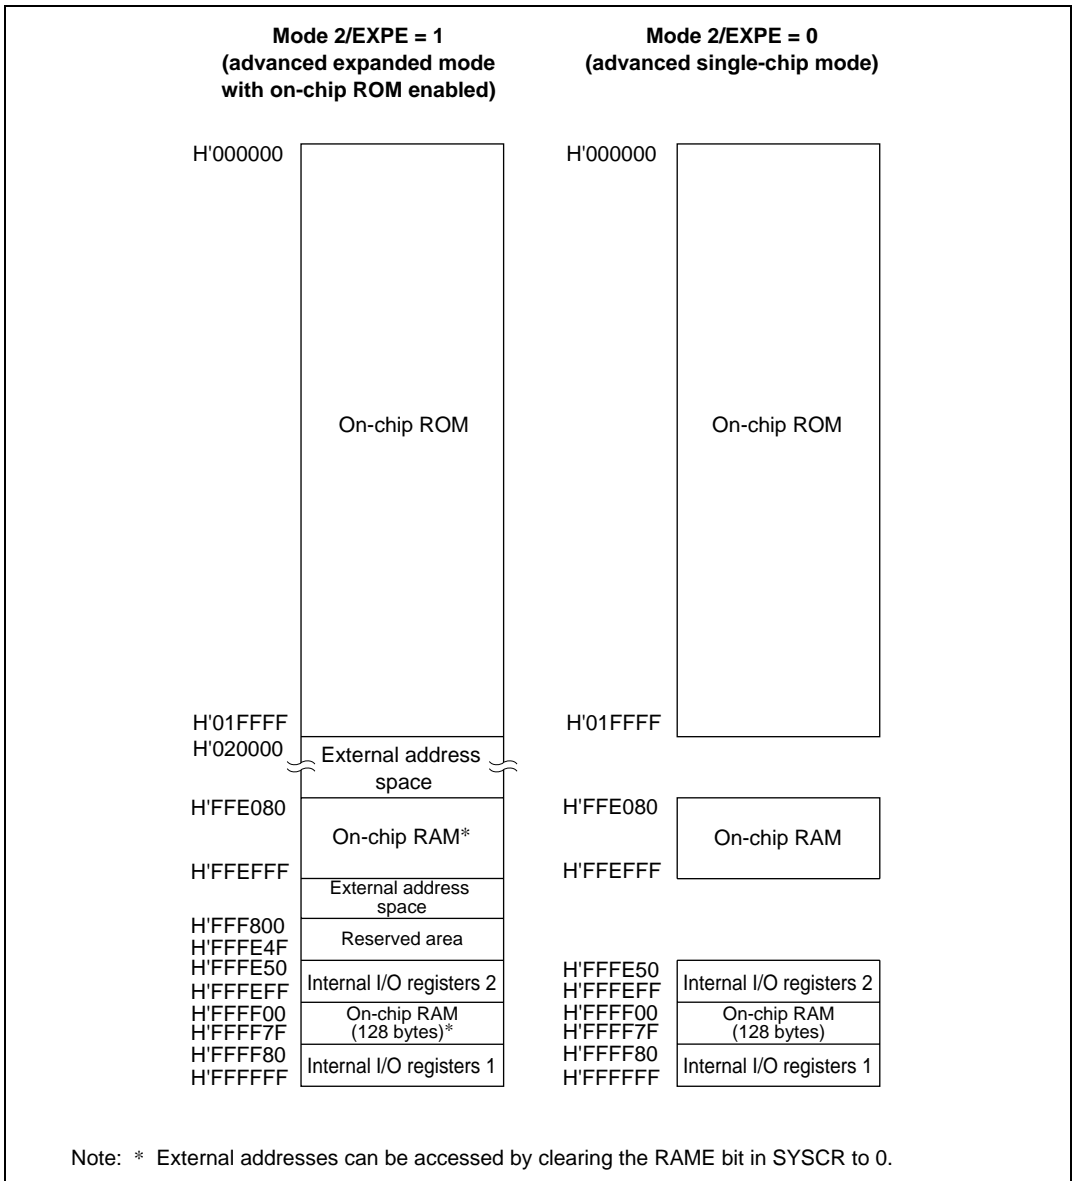 Mode 2/EXPE = 1
(advanced expanded mode
with on-chip ROM enabled)
Mode 2/EXPE = 0
(advanced single-chip mode)
H'000000
On-chip ROM
H'01FFFF
H'020000
External address
space
H'FFE080
On-chip RAM*
H'FFEFFF
External address
space
H'FFF800
Reserved area
H'FFFE4F
H'FFFE50
Internal I/O registers 2
H'FFFEFF
H'FFFF00
On-chip RAM
(128 bytes)*
H'FFFF7F
H'FFFF80
Internal I/O registers 1
H'FFFFFF
H'000000
On-chip ROM
H'01FFFF
H'FFE080
On-chip RAM
H'FFEFFF
H'FFFE50
Internal I/O registers 2
H'FFFEFF
H'FFFF00
On-chip RAM
(128 bytes)
H'FFFF7F
H'FFFF80
Internal I/O registers 1
H'FFFFFF
Note: * External addresses can be accessed by clearing the RAME bit in SYSCR to 0.